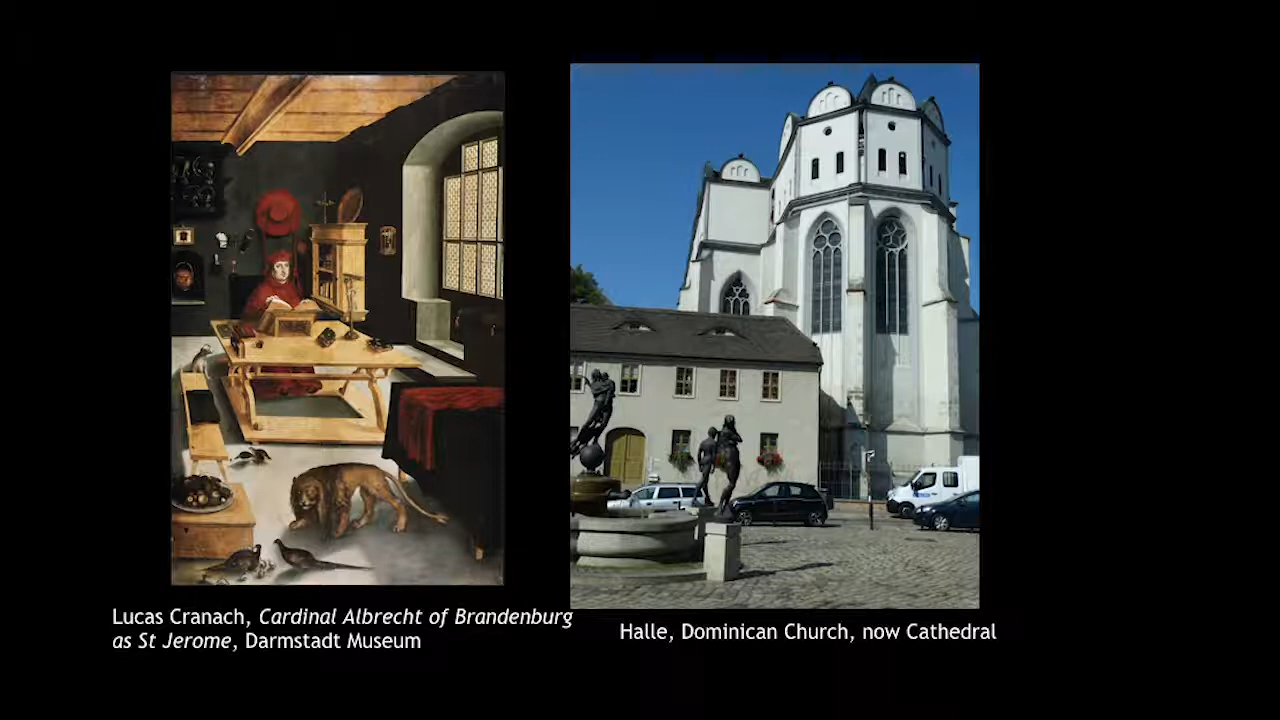 Lucas Cranach, Cardinal Albrecht of Brandenburg
as St Jerome, Darmstadt Museum
Halle, Dominican Church, now Cathedral